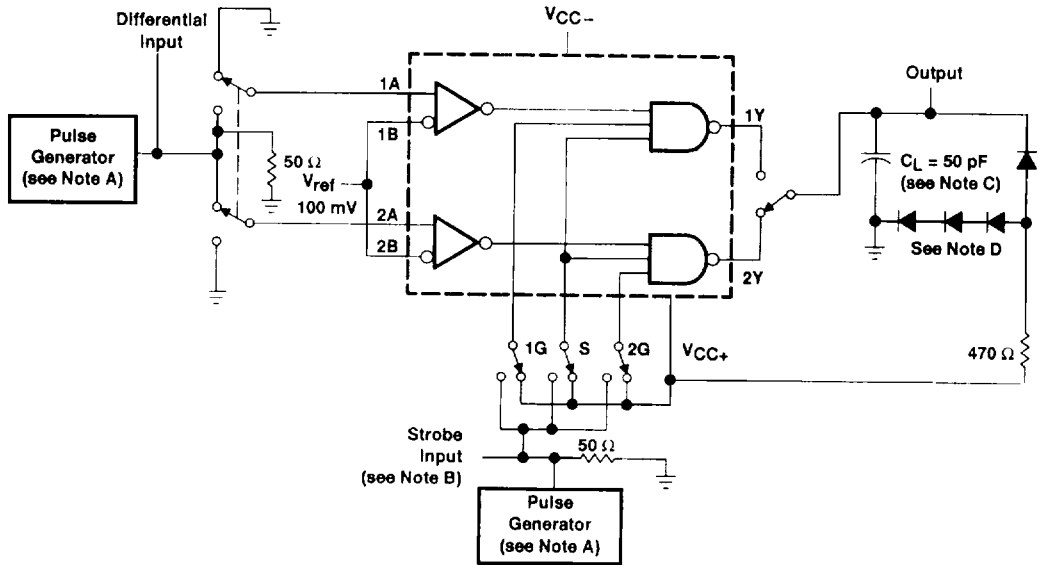 Differential
Input
VCC−
Pulse
Generator
(see Note A)
50 Ω
Vref
100 mV
1A
1B
2A
2B
1Y
2Y
Output
CL = 50 pF
(see Note C)
See Note D
470 Ω
1G
S
2G
VCC+
Strobe
Input
(see Note B)
50 Ω
Pulse
Generator
(see Note A)